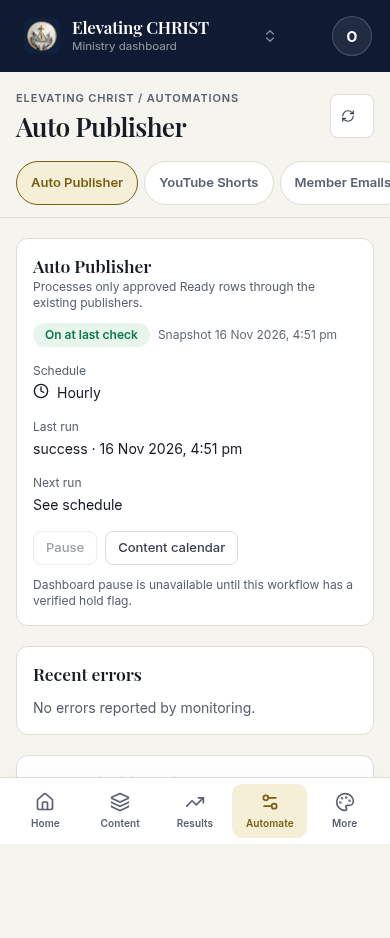 Elevating CHRIST
Ministry dashboard
O
ELEVATING CHRIST / AUTOMATIONS
Auto Publisher
Auto Publisher
YouTube Shorts
Member Emails
Auto Publisher
Processes only approved Ready rows through the
existing publishers.
On at last check
Snapshot 16 Nov 2026, 4:51 pm
Schedule
Hourly
Last run
success · 16 Nov 2026, 4:51 pm
Next run
See schedule
Pause
Content calendar
Dashboard pause is unavailable until this workflow has a
verified hold flag.
Recent errors
No errors reported by monitoring.
Home
Content
Results
Automate
More